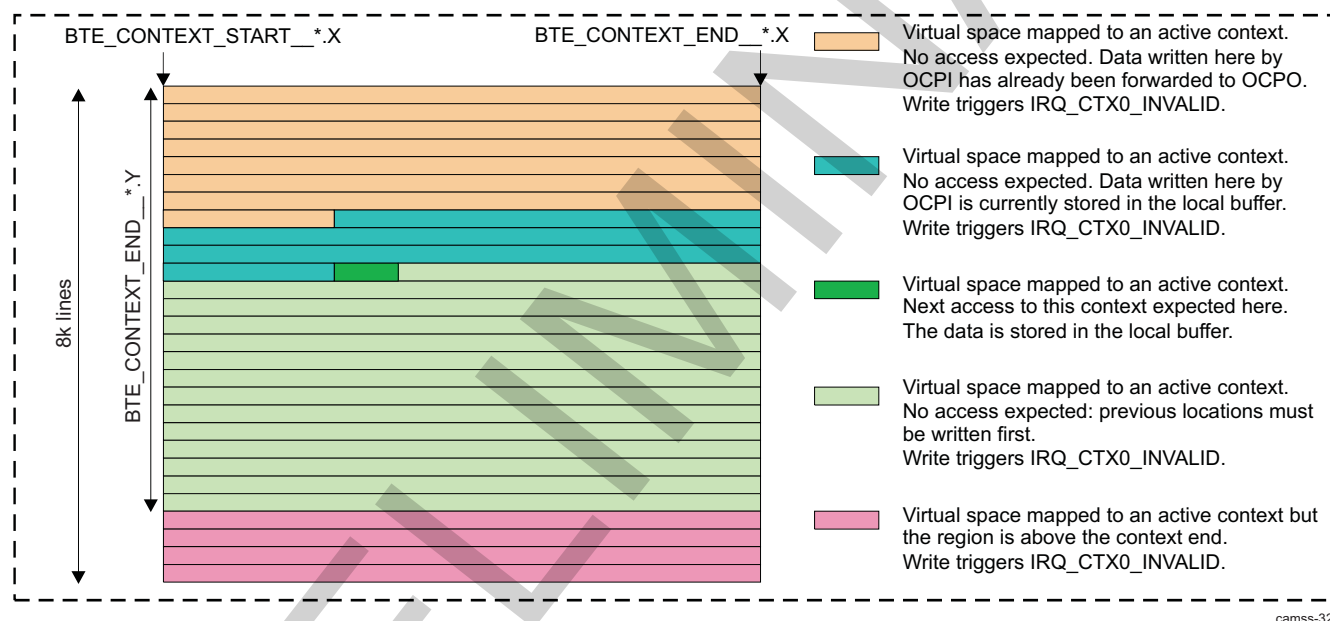 BTE_CONTEXT_START__*.X
BTE_CONTEXT_END__*.X
BTE_CONTEXT_END__*.Y
8k lines
Virtual space mapped to an active context.
No access expected. Data written here by
OCPI has already been forwarded to OCPO.
Write triggers IRQ_CTX0_INVALID.
Virtual space mapped to an active context.
No access expected. Data written here by
OCPI is currently stored in the local buffer.
Write triggers IRQ_CTX0_INVALID.
Virtual space mapped to an active context.
Next access to this context expected here.
The data is stored in the local buffer.
Virtual space mapped to an active context.
No access expected: previous locations must
be written first.
Write triggers IRQ_CTX0_INVALID.
Virtual space mapped to an active context but
the region is above the context end.
Write triggers IRQ_CTX0_INVALID.
camss-32